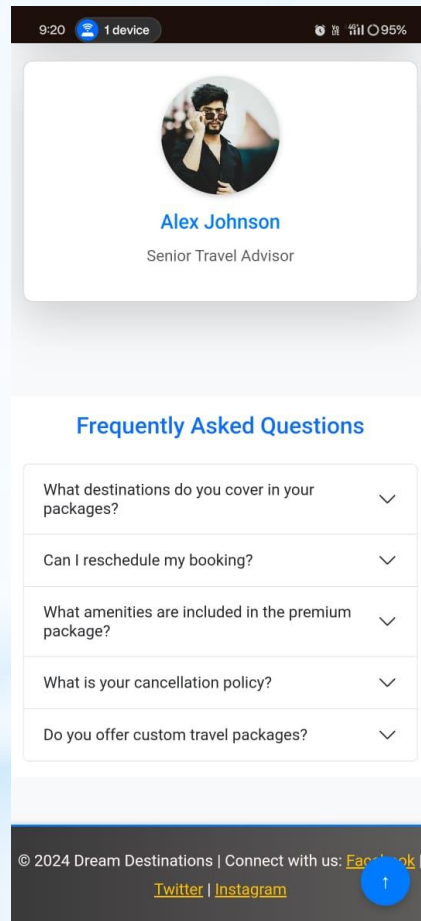 9:20 1 device 95%
Alex Johnson
Senior Travel Advisor
Frequently Asked Questions
What destinations do you cover in your
packages?
Can I reschedule my booking?
What amenities are included in the premium
package?
What is your cancellation policy?
Do you offer custom travel packages?
© 2024 Dream Destinations | Connect with us: Facebook |
Twitter | Instagram